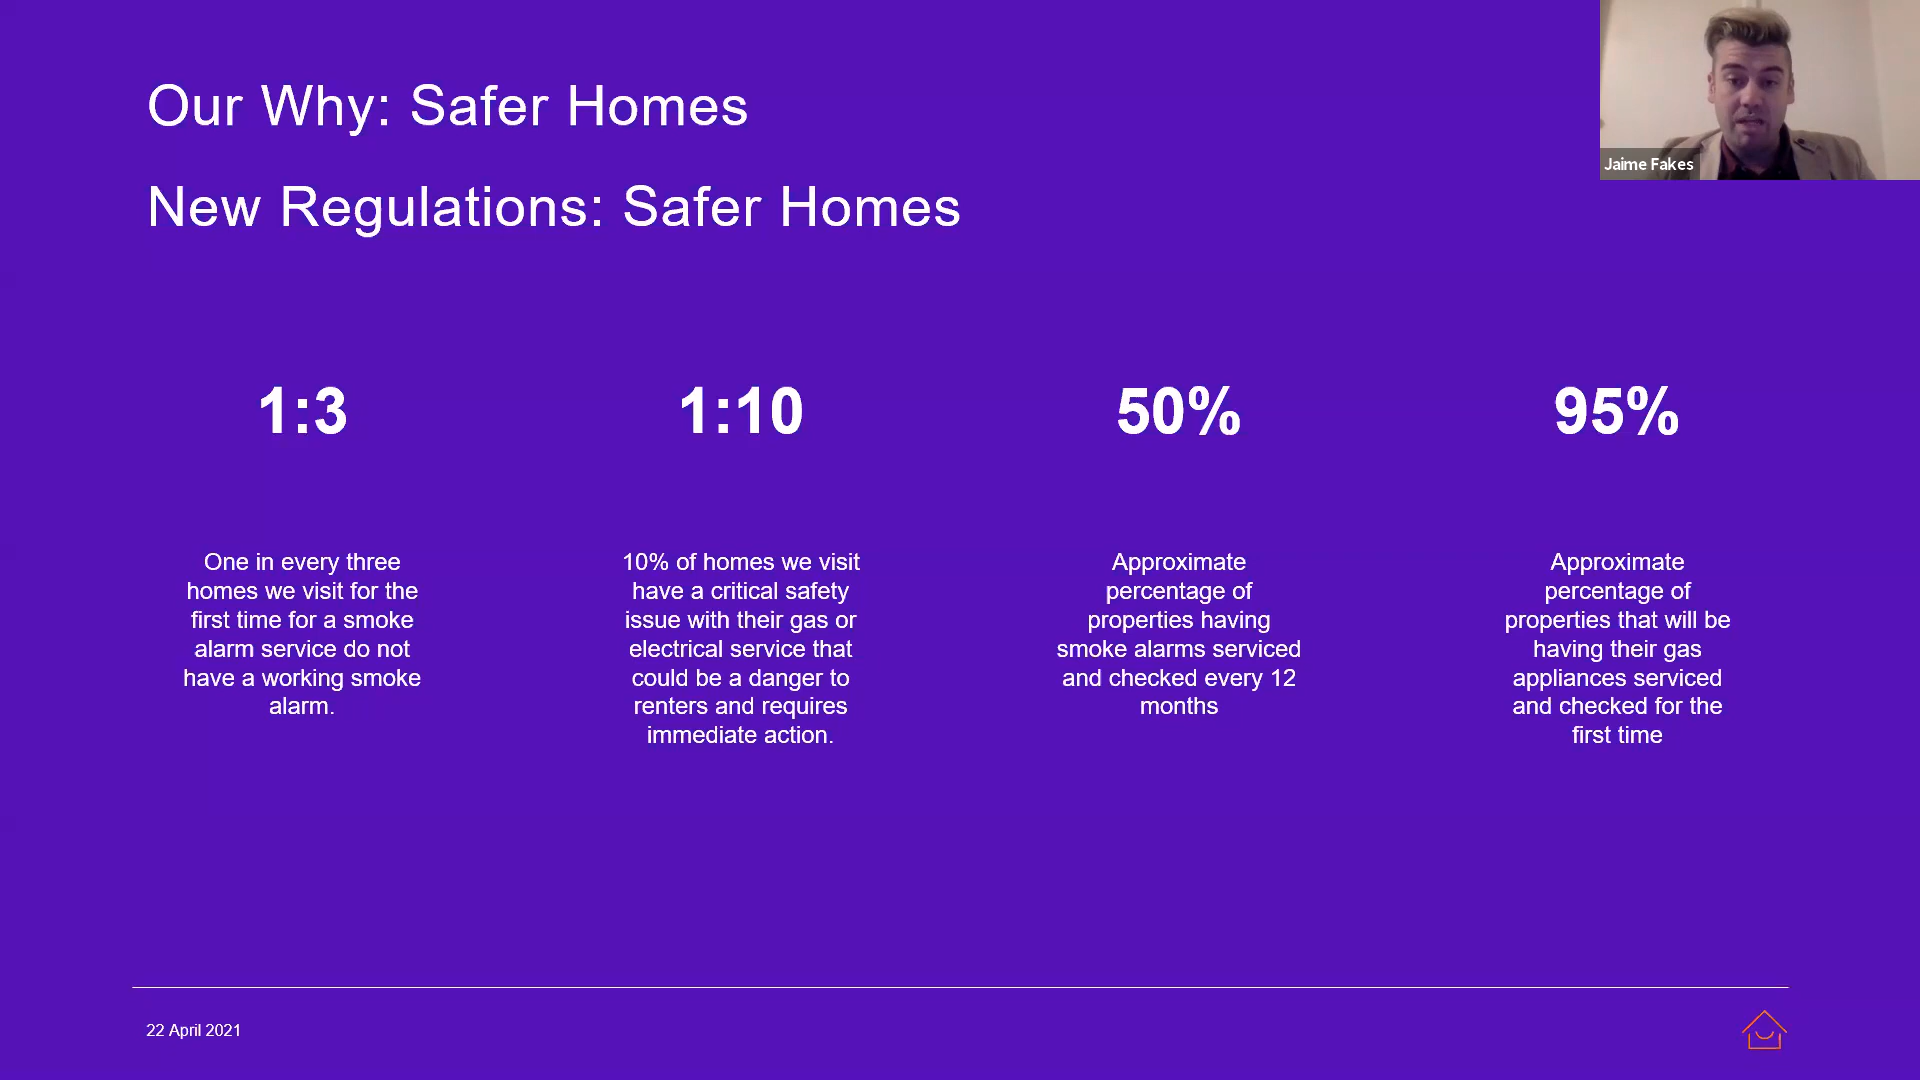 Our Why: Safer Homes
New Regulations: Safer Homes
Jaime Fakes
1:3
One in every three
homes we visit for the
first time for a smoke
alarm service do not
have a working smoke
alarm.
1:10
10% of homes we visit
have a critical safety
issue with their gas or
electrical service that
could be a danger to
renters and requires
immediate action.
50%
Approximate
percentage of
properties having
smoke alarms serviced
and checked every 12
months
95%
Approximate
percentage of
properties that will be
having their gas
appliances serviced
and checked for the
first time
22 April 2021